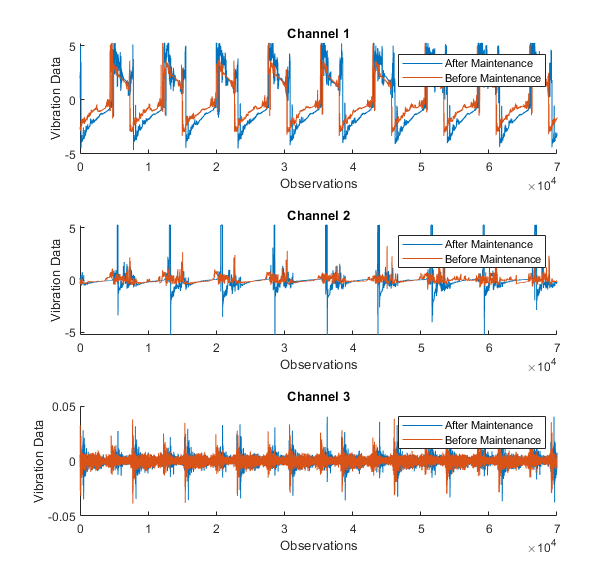 Channel 1
Vibration Data
5
0
-5
After Maintenance
Before Maintenance
0 1 2 3 4 5 6 7
Observations
×10^4
Channel 2
Vibration Data
5
0
-5
After Maintenance
Before Maintenance
0 1 2 3 4 5 6 7
Observations
×10^4
Channel 3
Vibration Data
0.05
0
-0.05
After Maintenance
Before Maintenance
0 1 2 3 4 5 6 7
Observations
×10^4